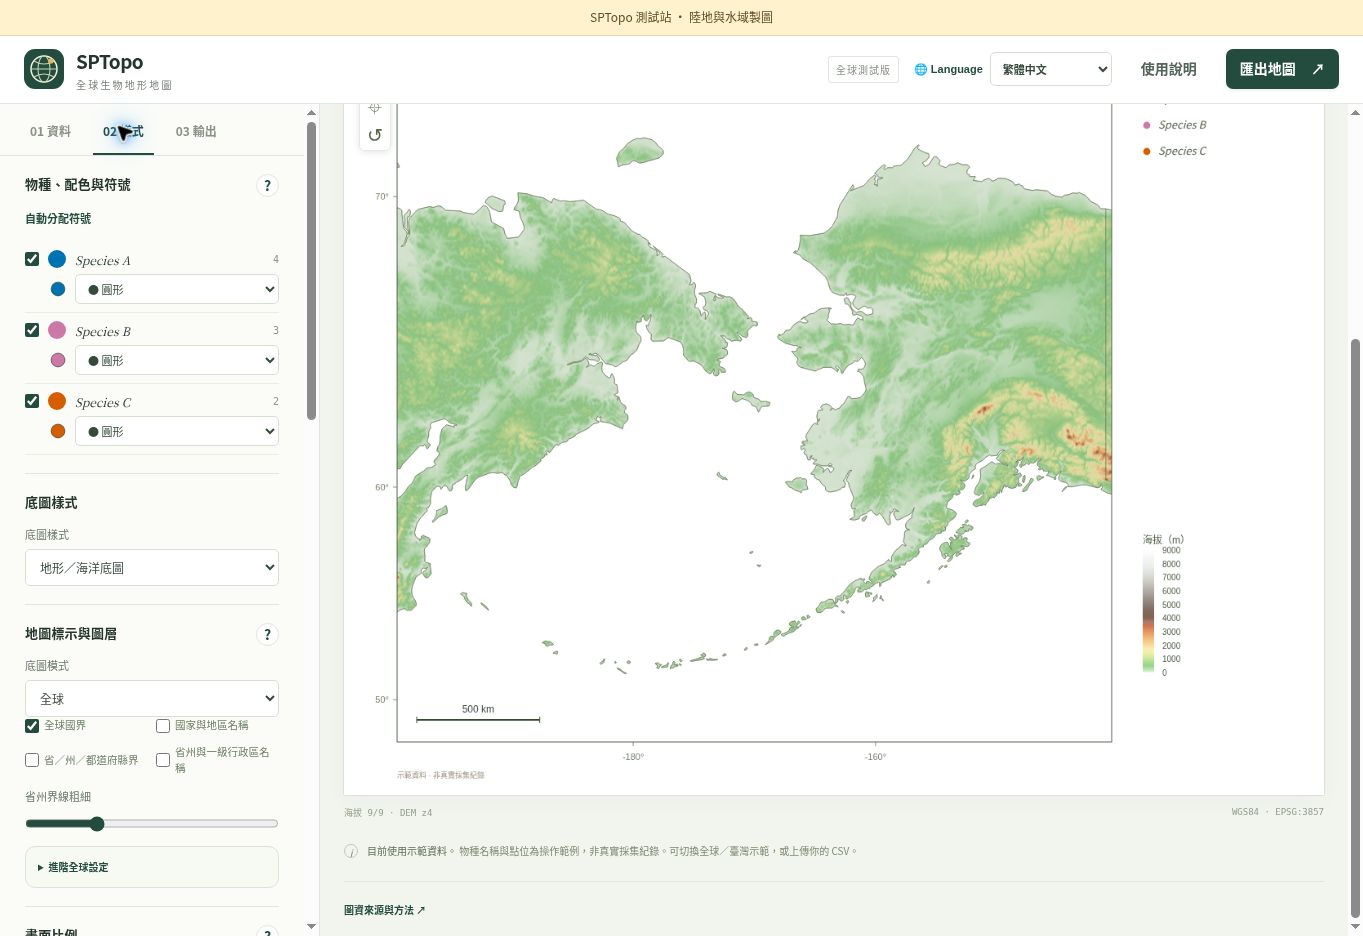 SPTopo 測試站 · 陸地與水域製圖
SPTopo
全球生物地形地圖
全球測試版
🌐 Language
繁體中文
使用說明
匯出地圖 ↗
01 資料
02 式
03 輸出
物種、配色與符號
?
自動分配符號
Species A
4
● 圓形
Species B
3
● 圓形
Species C
2
● 圓形
底圖樣式
底圖樣式
地形／海洋底圖
地圖標示與圖層
?
底圖模式
全球
全球國界
國家與地區名稱
省／州／都道府縣界
省州與一級行政區名
稱
省州界線粗細
▸ 進階全球設定
畫面比例
?
Species B
Species C
70°
60°
50°
500 km
-180°
-160°
海拔（m）
9000
8000
7000
6000
5000
4000
3000
2000
1000
0
示範資料 · 非真實採集紀錄
海拔 9/9 · DEM z4
WGS84 · EPSG:3857
目前使用示範資料。 物種名稱與點位為操作範例，非真實採集紀錄。可切換全球／臺灣示範，或上傳你的 CSV。
圖資來源與方法 ↗